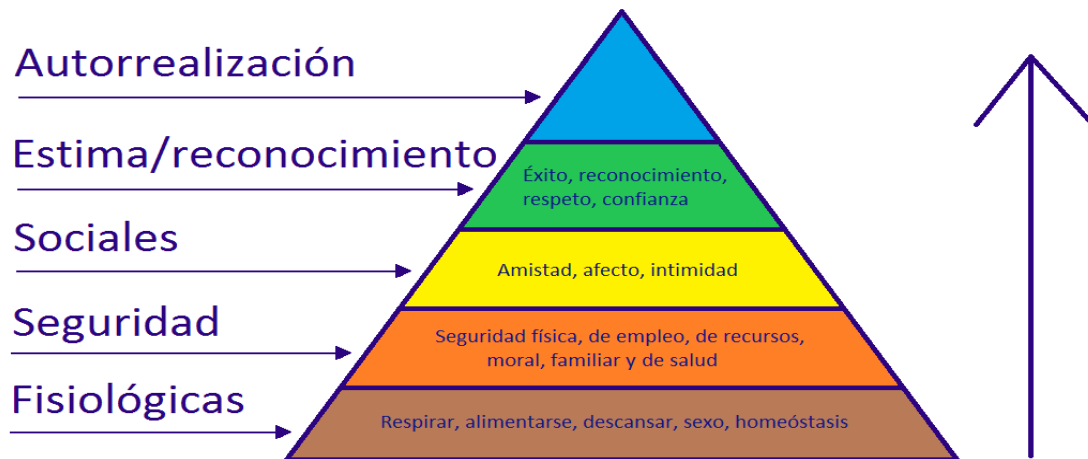 Autorrealización
Estima/reconocimiento
Éxito, reconocimiento,
respeto, confianza
Sociales
Amistad, afecto, intimidad
Seguridad
Seguridad física, de empleo, de recursos,
moral, familiar y de salud
Fisiológicas
Respirar, alimentarse, descansar, sexo, homeóstasis